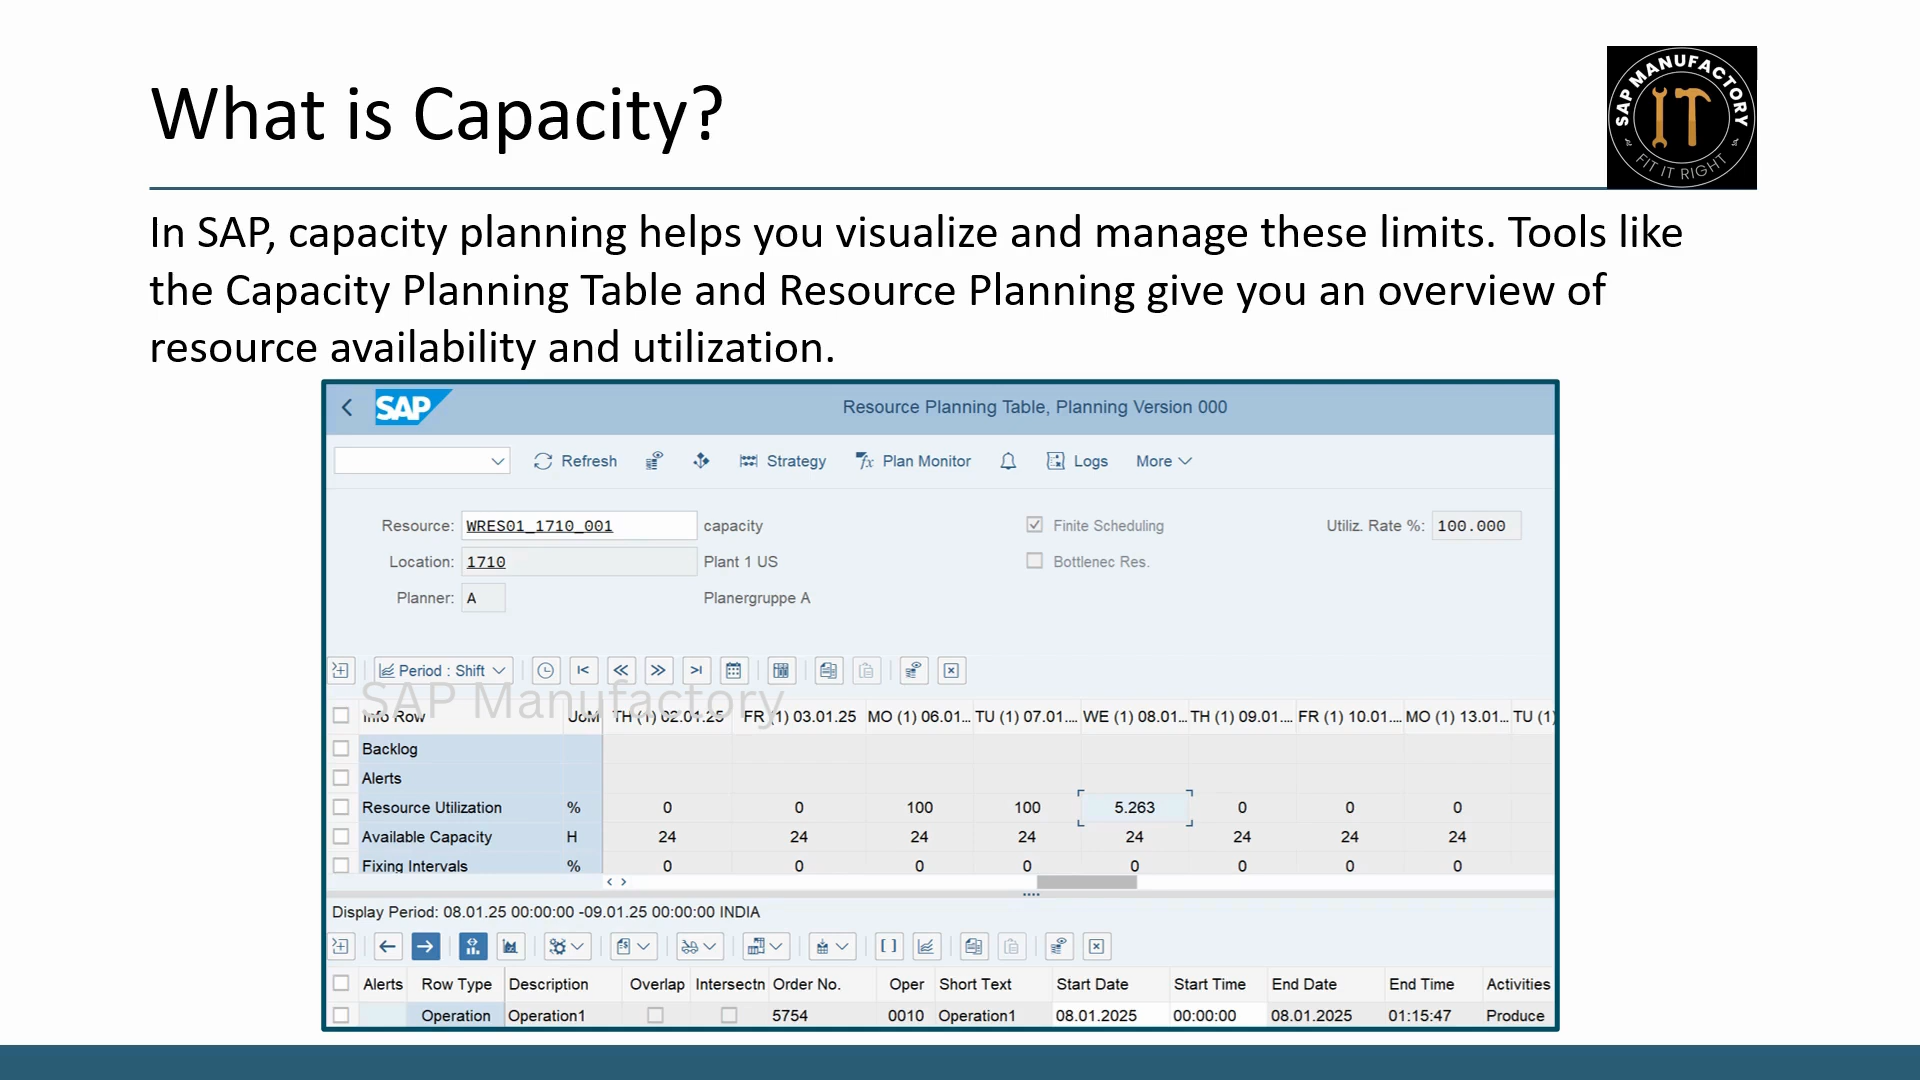 What is Capacity?
SAP MANUFACTORY
IT
FIT IT RIGHT
In SAP, capacity planning helps you visualize and manage these limits. Tools like
the Capacity Planning Table and Resource Planning give you an overview of
resource availability and utilization.
SAP Resource Planning Table, Planning Version 000
Refresh Strategy Plan Monitor Logs More
Resource: WRES01_1710_001 capacity Finite Scheduling Utiliz. Rate %: 100.000
Location: 1710 Plant 1 US Bottlenec Res.
Planner: A Planergruppe A
Period : Shift
SAP Manufactory
Info Row UoM TH (1) 02.01.25 FR (1) 03.01.25 MO (1) 06.01... TU (1) 07.01.... WE (1) 08.01... TH (1) 09.01.... FR (1) 10.01.... MO (1) 13.01... TU (1)
Backlog
Alerts
Resource Utilization % 0 0 100 100 5.263 0 0 0
Available Capacity H 24 24 24 24 24 24 24 24
Fixing Intervals % 0 0 0 0 0 0 0 0
Display Period: 08.01.25 00:00:00 -09.01.25 00:00:00 INDIA
Alerts Row Type Description Overlap Intersectn Order No. Oper Short Text Start Date Start Time End Date End Time Activities
Operation Operation1 5754 0010 Operation1 08.01.2025 00:00:00 08.01.2025 01:15:47 Produce